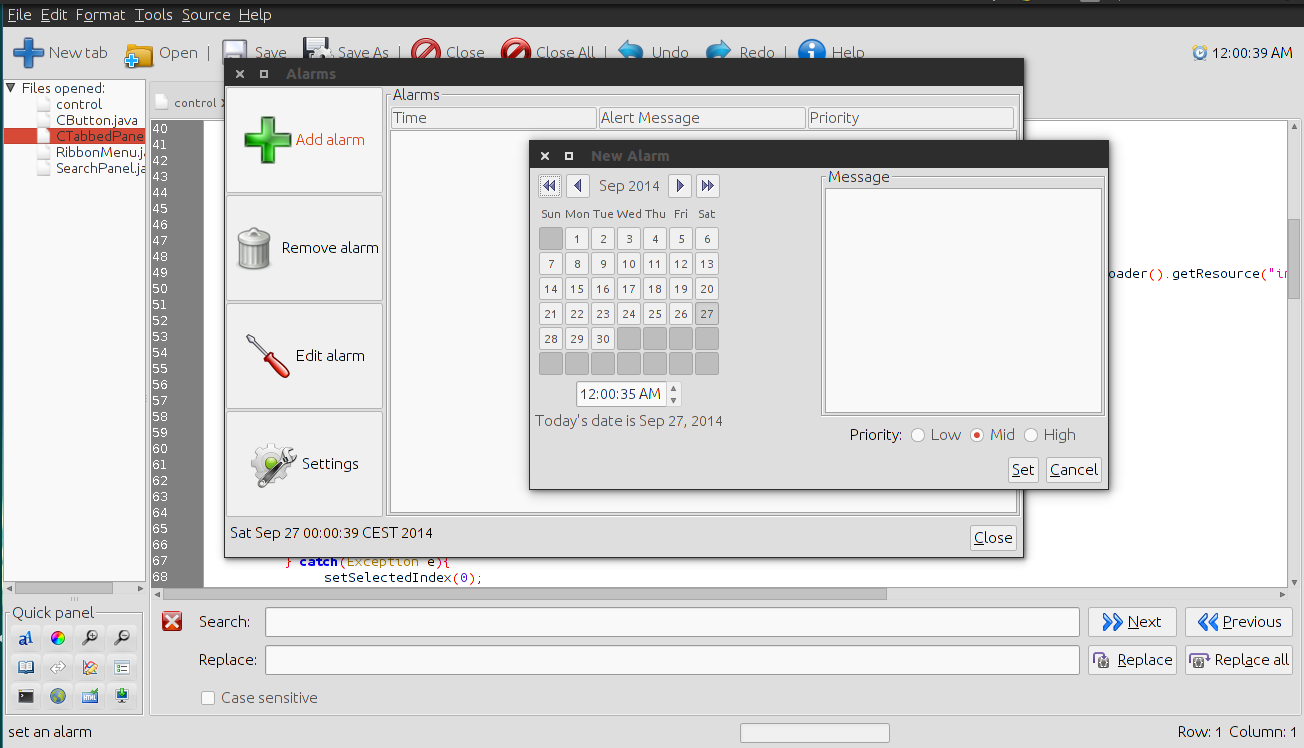 File Edit Format Tools Source Help
New tab Open Save Save As Close Close All Undo Redo Help 12:00:39 AM
Files opened:
control
CButton.java
CTabbedPane
RibbonMenu.ja
SearchPanel.ja
control
40
41
42
43
44
45
46
47
48
49
50
51
52
53
54
55
56
57
58
59
60
61
62
63
64
65
66
67
68
oader().getResource("in
} catch(Exception e){
setSelectedIndex(0);
Alarms
Add alarm
Remove alarm
Edit alarm
Settings
Alarms
Time Alert Message Priority
Sat Sep 27 00:00:39 CEST 2014
Close
New Alarm
Sep 2014
Sun Mon Tue Wed Thu Fri Sat
1 2 3 4 5 6
7 8 9 10 11 12 13
14 15 16 17 18 19 20
21 22 23 24 25 26 27
28 29 30
12:00:35 AM
Today's date is Sep 27, 2014
Message
Priority: Low Mid High
Set Cancel
Quick panel
a1
HTML
Search: Next Previous
Replace: Replace Replace all
Case sensitive
set an alarm
Row: 1 Column: 1